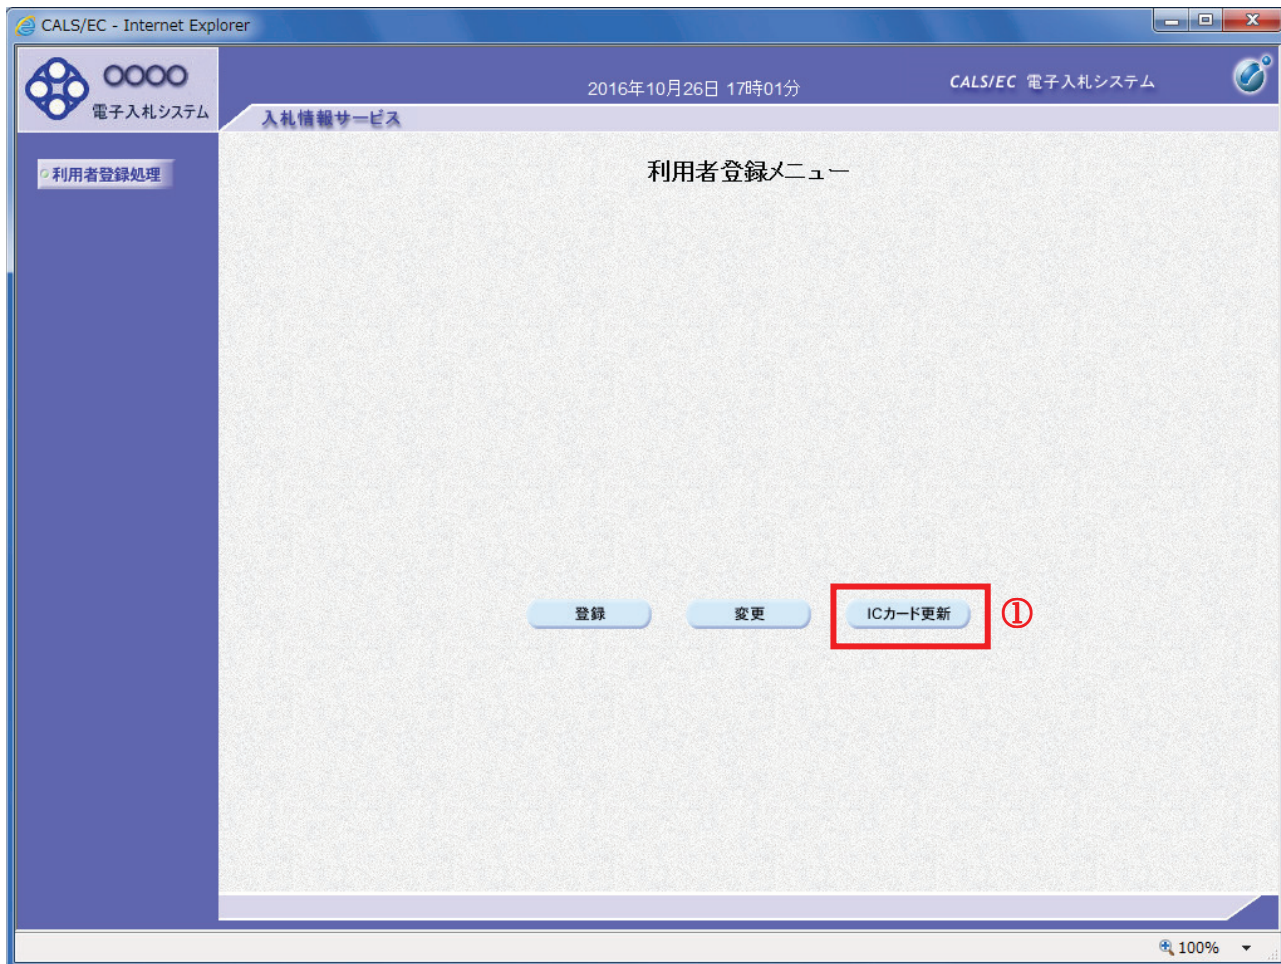 CALS/EC - Internet Explorer
〇〇〇〇
電子入札システム
2016年10月26日 17時01分
CALS/EC 電子入札システム
入札情報サービス
利用者登録処理
利用者登録メニュー
登録
変更
ICカード更新
①
100%